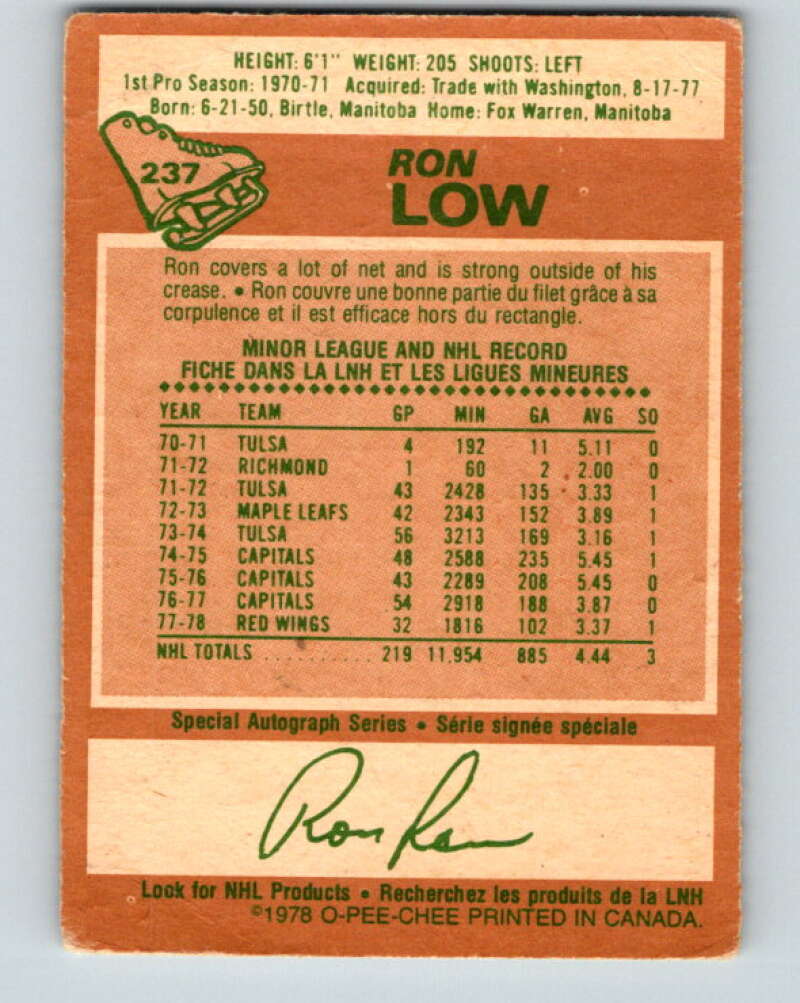 HEIGHT: 6'1" WEIGHT: 205 SHOOTS: LEFT
1st Pro Season: 1970-71 Acquired: Trade with Washington, 8-17-77
Born: 6-21-50, Birtle, Manitoba Home: Fox Warren, Manitoba
237
RON
LOW
Ron covers a lot of net and is strong outside of his
crease. • Ron couvre une bonne partie du filet grâce à sa
corpulence et il est efficace hors du rectangle.
MINOR LEAGUE AND NHL RECORD
FICHE DANS LA LNH ET LES LIGUES MINEURES
YEAR TEAM GP MIN GA AVG SO
70-71 TULSA 4 192 11 5.11 0
71-72 RICHMOND 1 60 2 2.00 0
71-72 TULSA 43 2428 135 3.33 1
72-73 MAPLE LEAFS 42 2343 152 3.89 1
73-74 TULSA 56 3213 169 3.16 1
74-75 CAPITALS 48 2588 235 5.45 1
75-76 CAPITALS 43 2289 208 5.45 0
76-77 CAPITALS 54 2918 188 3.87 0
77-78 RED WINGS 32 1816 102 3.37 1
NHL TOTALS .......... 219 11,954 885 4.44 3
Special Autograph Series • Série signée spéciale
Ron Low
Look for NHL Products • Recherchez les produits de la LNH
©1978 O-PEE-CHEE PRINTED IN CANADA.